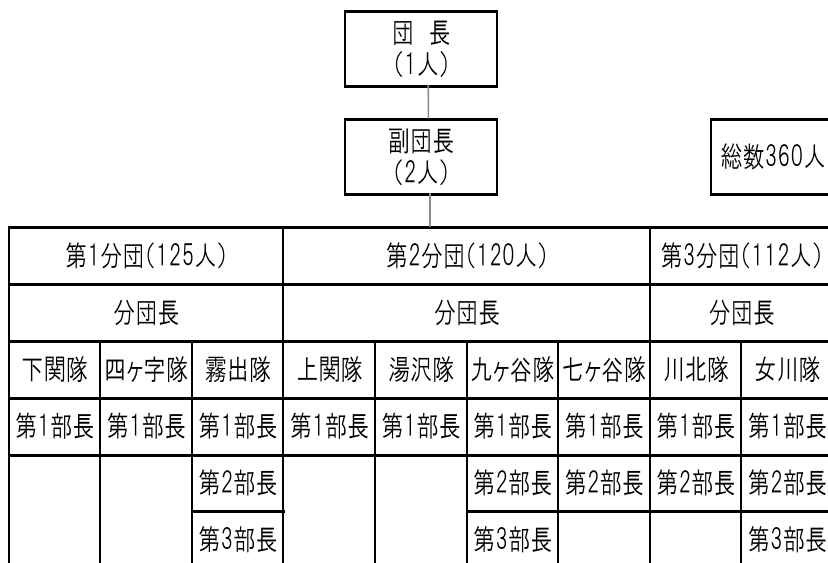 団 長
(1人)
副団長
(2人)
総数360人
第1分団(125人) 第2分団(120人) 第3分団(112人)
分団長 分団長 分団長
下関隊 四ヶ字隊 霧出隊 上関隊 湯沢隊 九ヶ谷隊 七ヶ谷隊 川北隊 女川隊
第1部長 第1部長 第1部長 第1部長 第1部長 第1部長 第1部長 第1部長 第1部長
第2部長 第2部長 第2部長 第2部長 第2部長
第3部長 第3部長 第3部長